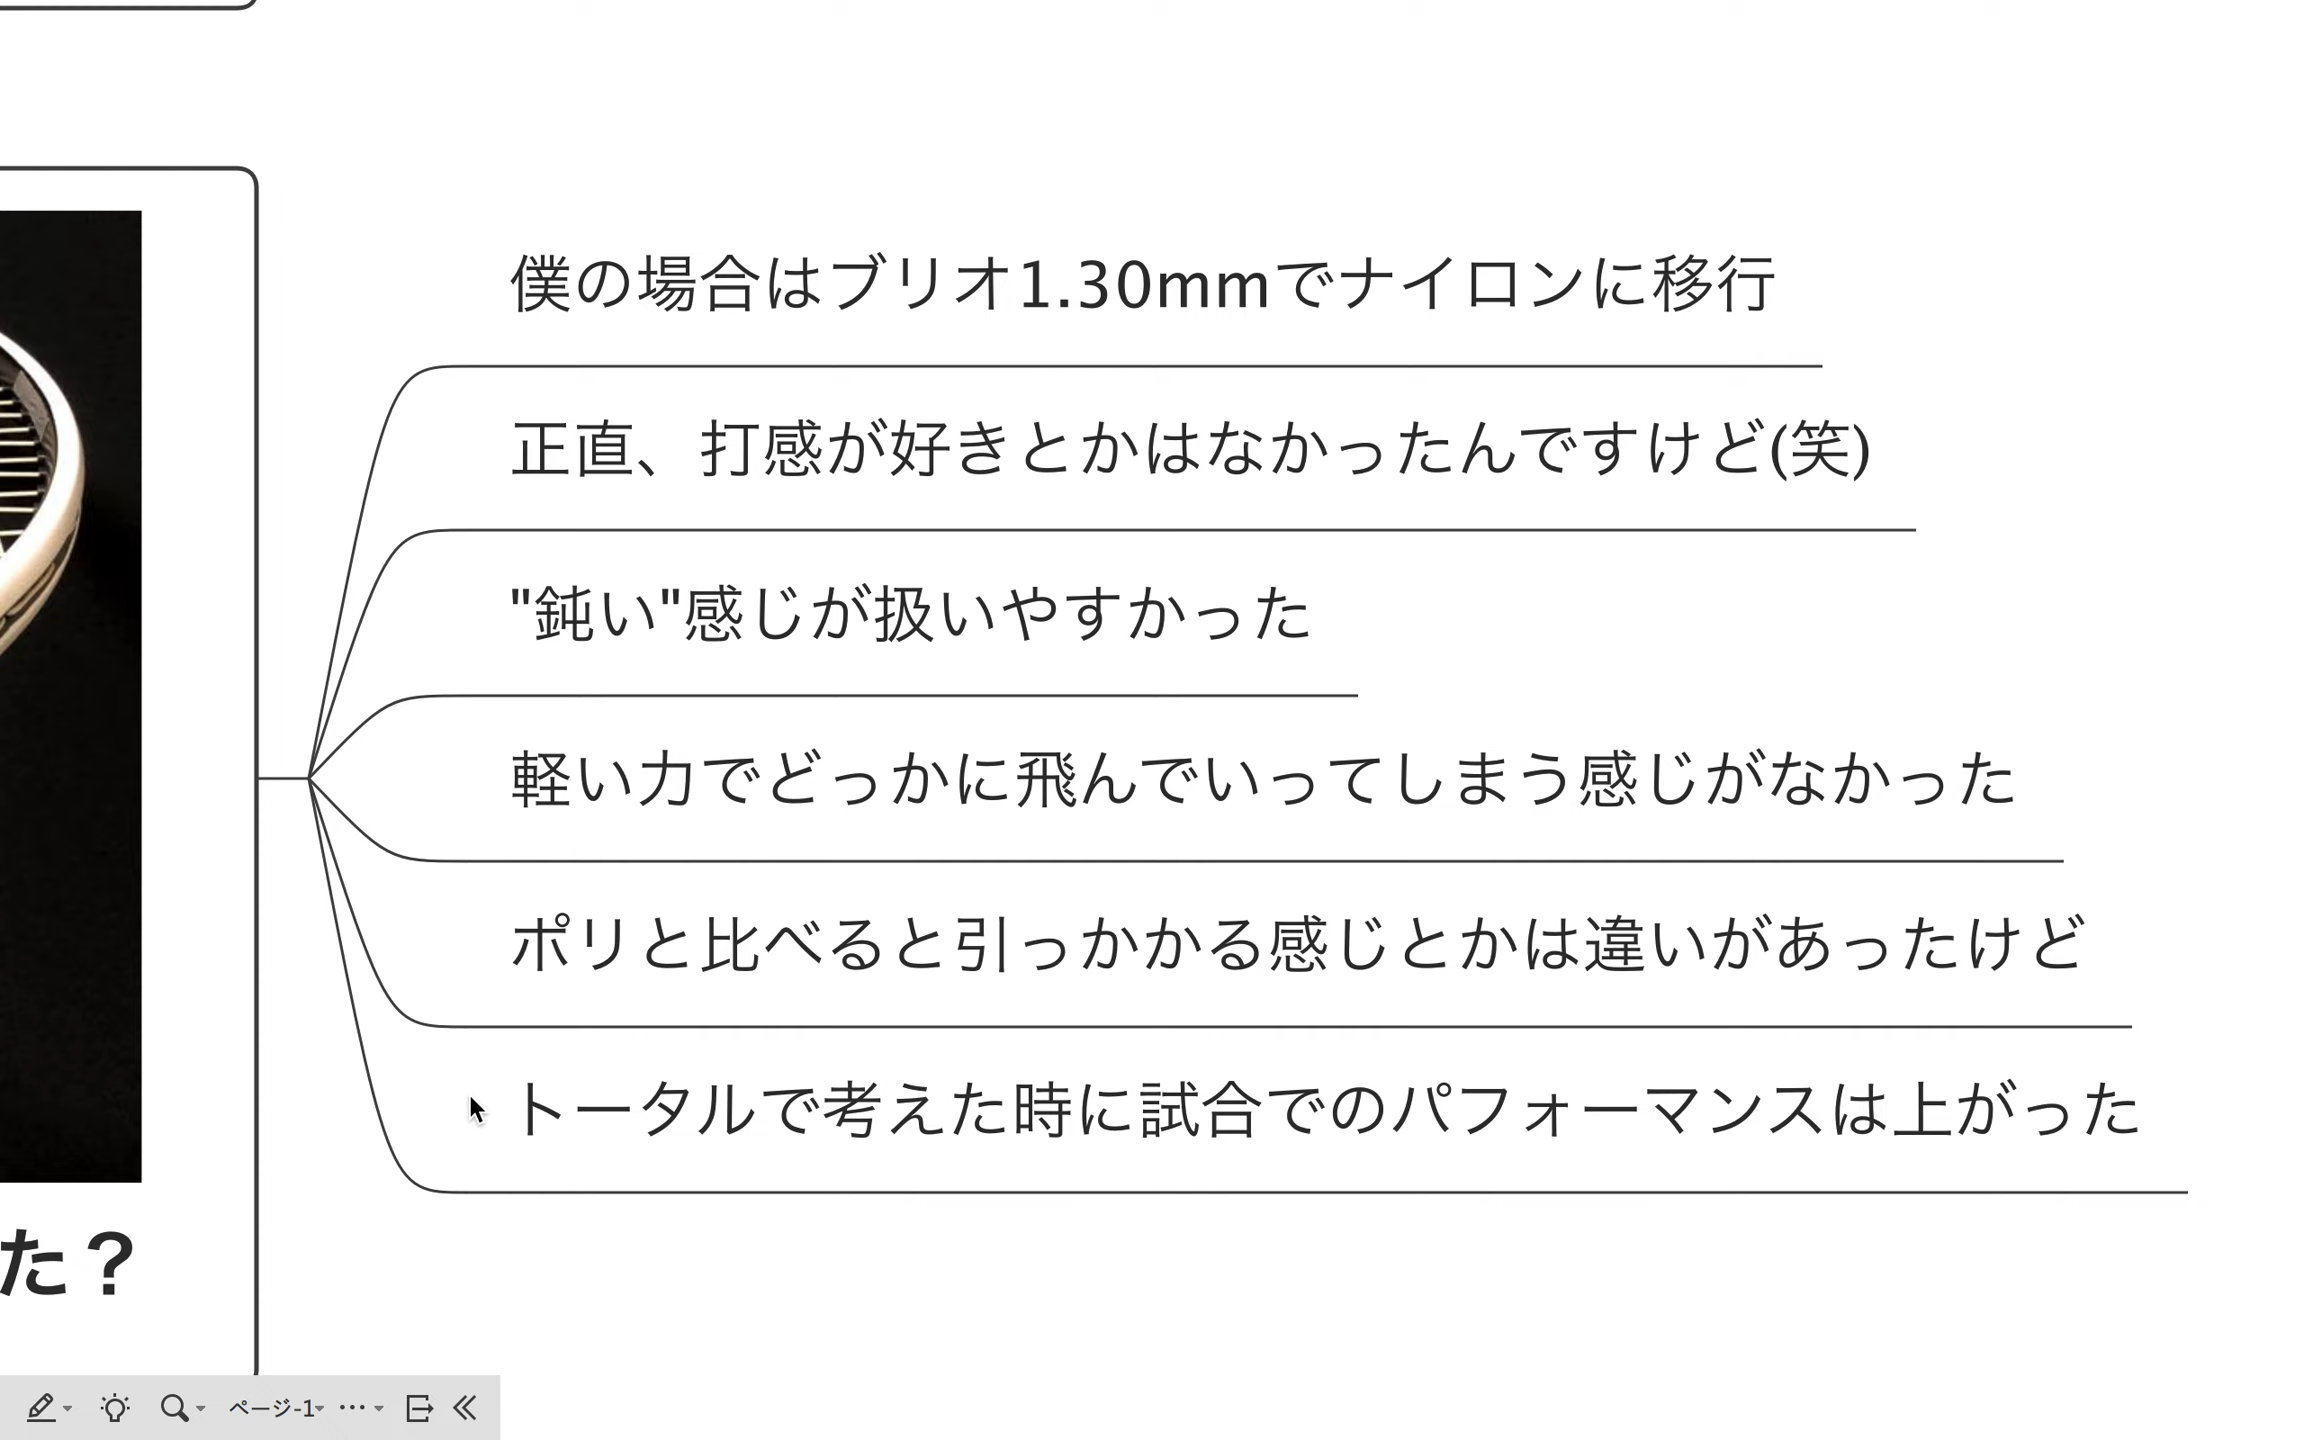 僕の場合はブリオ1.30mmでナイロンに移行
正直、打感が好きとかはなかったんですけど(笑)
"鈍い"感じが扱いやすかった
軽い力でどっかに飛んでいってしまう感じがなかった
ポリと比べると引っかかる感じとかは違いがあったけど
トータルで考えた時に試合でのパフォーマンスは上がった
た？
ページ-1